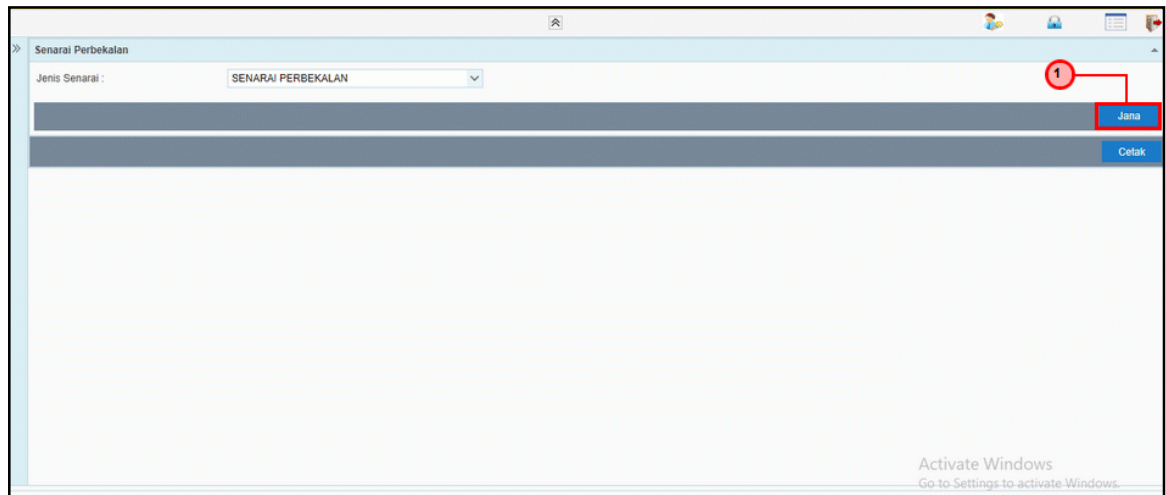 Senarai Perbekalan
Jenis Senarai :
SENARAI PERBEKALAN
1
Jana
Cetak
Activate Windows
Go to Settings to activate Windows.